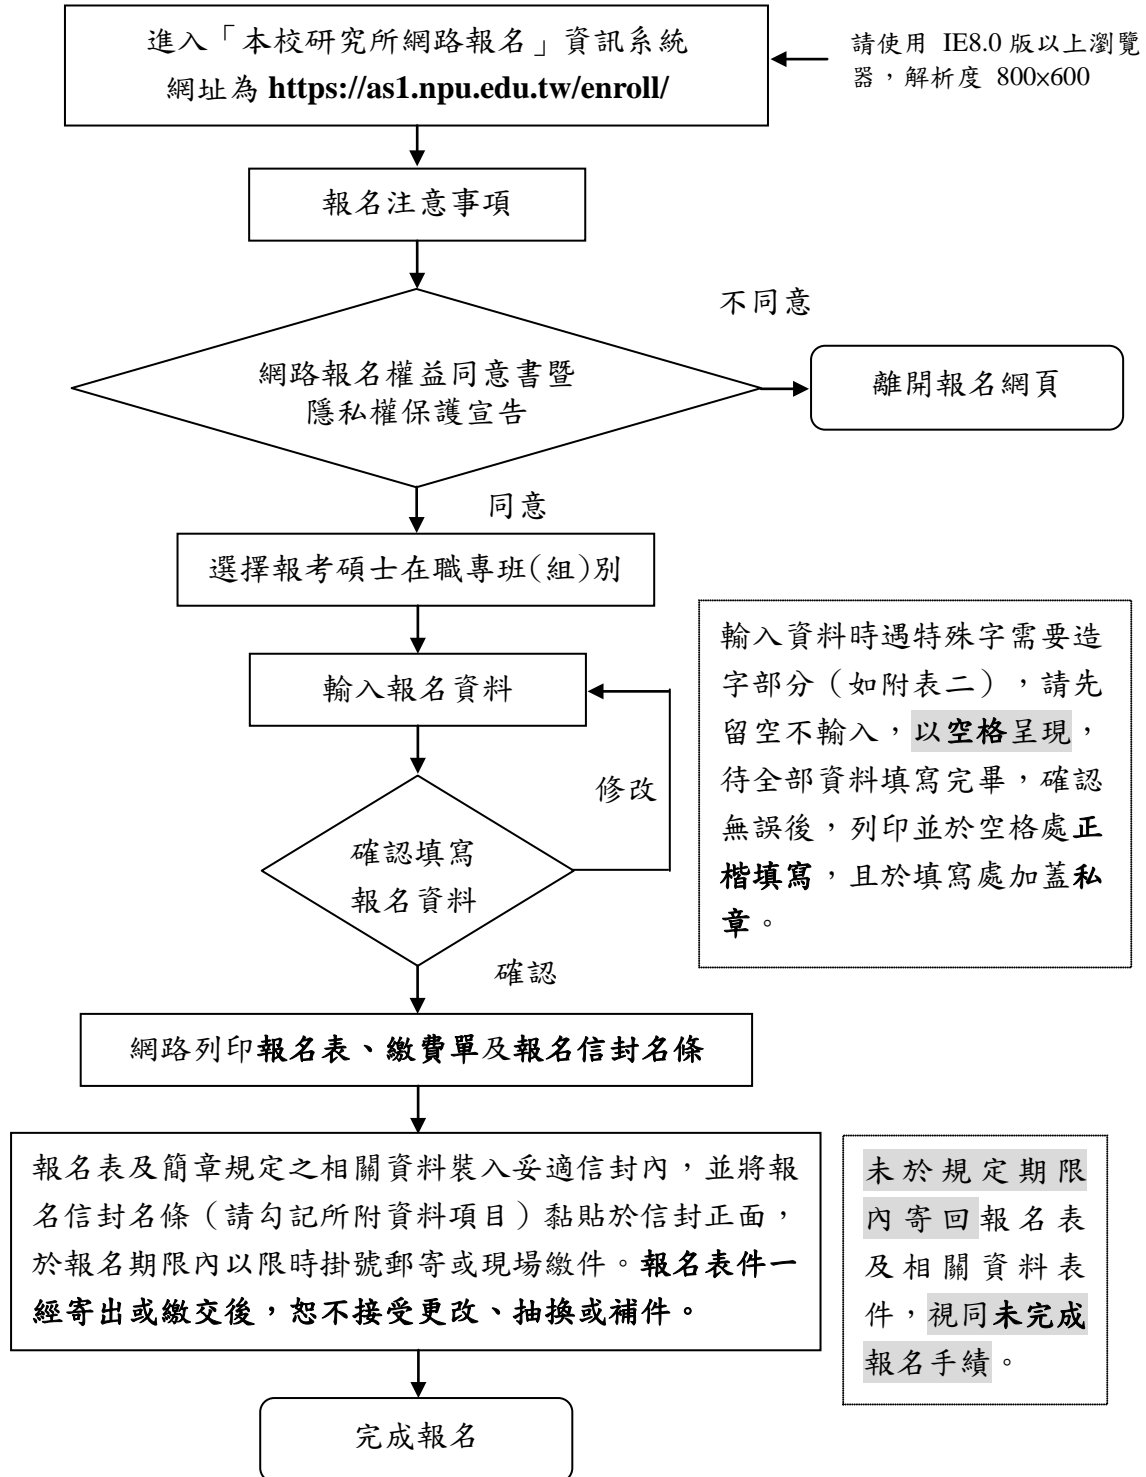 進入「本校研究所網路報名」資訊系統
網址為 https://as1.npu.edu.tw/enroll/
請使用 IE8.0 版以上瀏覽
器，解析度 800×600
報名注意事項
不同意
網路報名權益同意書暨
隱私權保護宣告
離開報名網頁
同意
選擇報考碩士在職專班(組)別
輸入報名資料
輸入資料時遇特殊字需要造
字部分（如附表二），請先
留空不輸入，以空格呈現，
待全部資料填寫完畢，確認
無誤後，列印並於空格處正
楷填寫，且於填寫處加蓋私
章。
修改
確認填寫
報名資料
確認
網路列印報名表、繳費單及報名信封名條
報名表及簡章規定之相關資料裝入妥適信封內，並將報
名信封名條（請勾記所附資料項目）黏貼於信封正面，
於報名期限內以限時掛號郵寄或現場繳件。報名表件一
經寄出或繳交後，恕不接受更改、抽換或補件。
未於規定期限
內寄回報名表
及相關資料表
件，視同未完成
報名手續。
完成報名